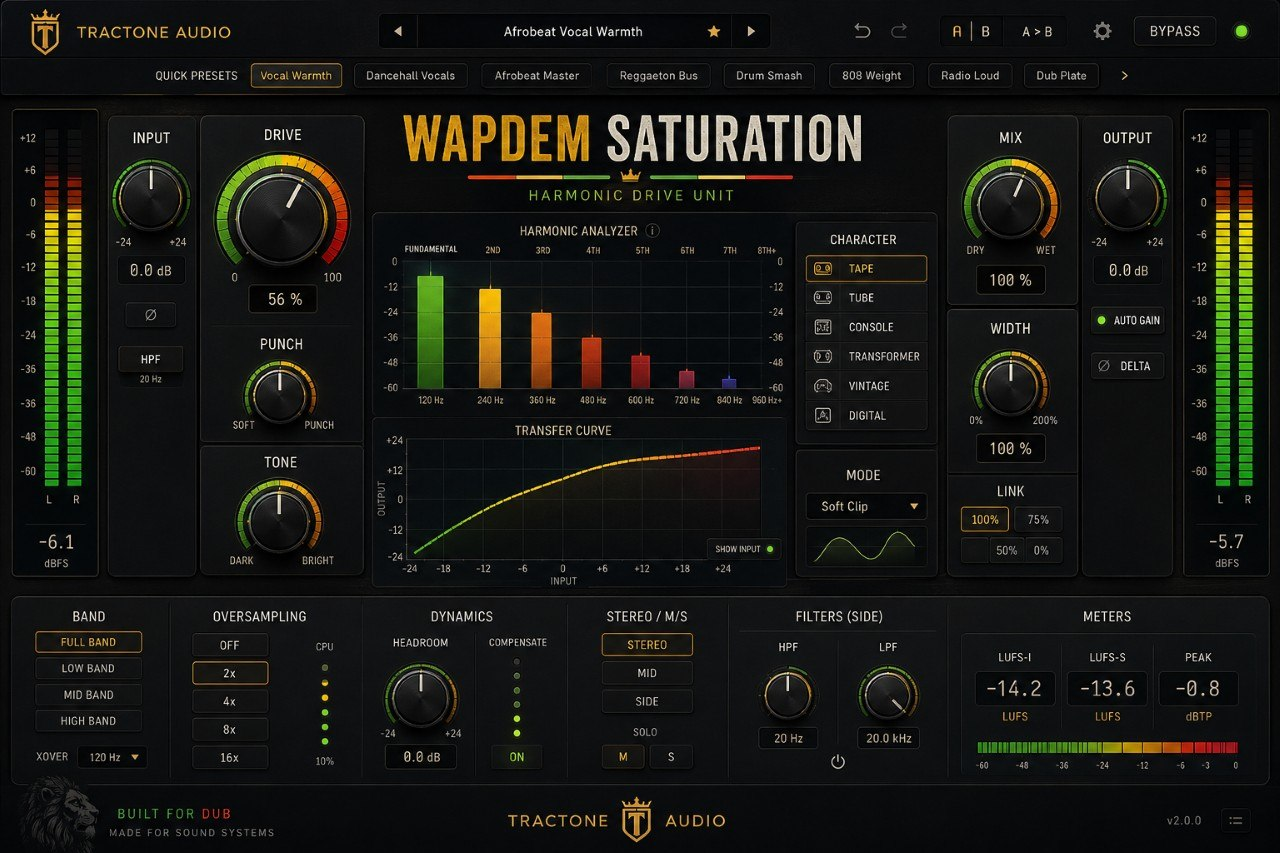 TRACTONE AUDIO
Afrobeat Vocal Warmth
A | B
A > B
BYPASS
QUICK PRESETS
Vocal Warmth
Dancehall Vocals
Afrobeat Master
Reggaeton Bus
Drum Smash
808 Weight
Radio Loud
Dub Plate
+12
+6
0
-6
-12
-18
-24
-36
-36
-48
-60
L R
-6.1
dBFS
INPUT
-24 +24
0.0 dB
Ø
HPF
20 Hz
DRIVE
0 100
56 %
PUNCH
SOFT PUNCH
TONE
DARK BRIGHT
WAPDEM SATURATION
HARMONIC DRIVE UNIT
HARMONIC ANALYZER
FUNDAMENTAL 2ND 3RD 4TH 5TH 6TH 7TH 8TH+
0 0
-12 -12
-24 -24
-36 -36
-48 -48
-60 -60
120 Hz 240 Hz 360 Hz 480 Hz 600 Hz 720 Hz 840 Hz 960 Hz+
TRANSFER CURVE
OUTPUT
+24
+12
0
-12
-24
SHOW INPUT
-24 -18 -12 -6 0 +6 +12 +18 +24
INPUT
CHARACTER
TAPE
TUBE
CONSOLE
TRANSFORMER
VINTAGE
DIGITAL
MODE
Soft Clip
MIX
DRY WET
100 %
WIDTH
0% 200%
100 %
LINK
100% 75%
50% 0%
OUTPUT
-24 +24
0.0 dB
AUTO GAIN
Ø DELTA
+12
+6
0
-6
-12
-18
-24
-36
-36
-48
-60
L R
-5.7
dBFS
BAND
FULL BAND
LOW BAND
MID BAND
HIGH BAND
XOVER 120 Hz
OVERSAMPLING
OFF
2x
4x
8x
16x
CPU
10%
DYNAMICS
HEADROOM
-24 +24
0.0 dB
COMPENSATE
ON
STEREO / M/S
STEREO
MID
SIDE
SOLO
M S
FILTERS (SIDE)
HPF LPF
20 Hz 20.0 kHz
METERS
LUFS-I LUFS-S PEAK
-14.2 -13.6 -0.8
LUFS LUFS dBTP
-60 -48 -36 -24 -12 -6 -3 0
BUILT FOR DUB
MADE FOR SOUND SYSTEMS
TRACTONE T AUDIO
v2.0.0